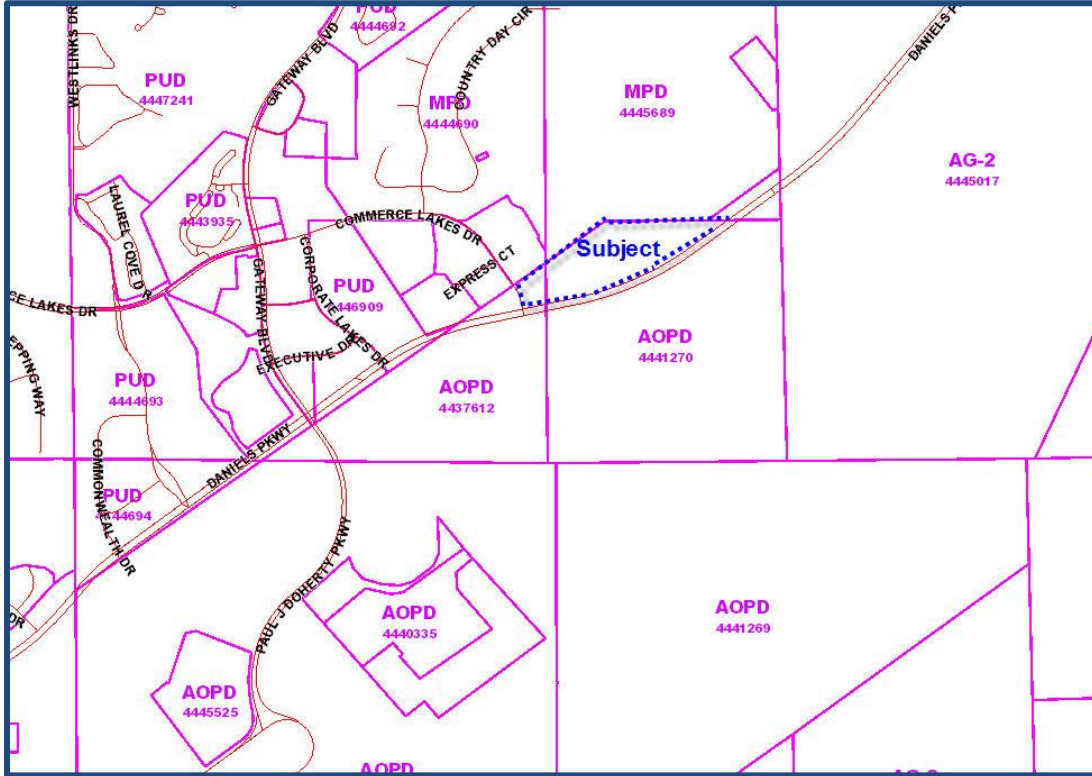 WESTLINKS DR
PUD
4444692
GATEWAY BLVD
COUNTRY DAY CIR
DANIELS P
PUD
4447241
MPD
4444690
MPD
4445689
AG-2
4445017
LAUREL COVE DR
PUD
4443935
COMMERCE LAKES DR
Subject
EXPRESS CT
CORPORATE LAKES DR
GATEWAY BLVD
PUD
446909
CE LAKES DR
EXECUTIVE DR
AOPD
4441270
EPPING WAY
PUD
4444693
AOPD
4437612
DANIELS PKWY
COMMONWEALTH DR
PUD
4444694
PAUL J DOHERTY PKWY
DR
AOPD
4440335
AOPD
4441269
AOPD
4445525
AOPD